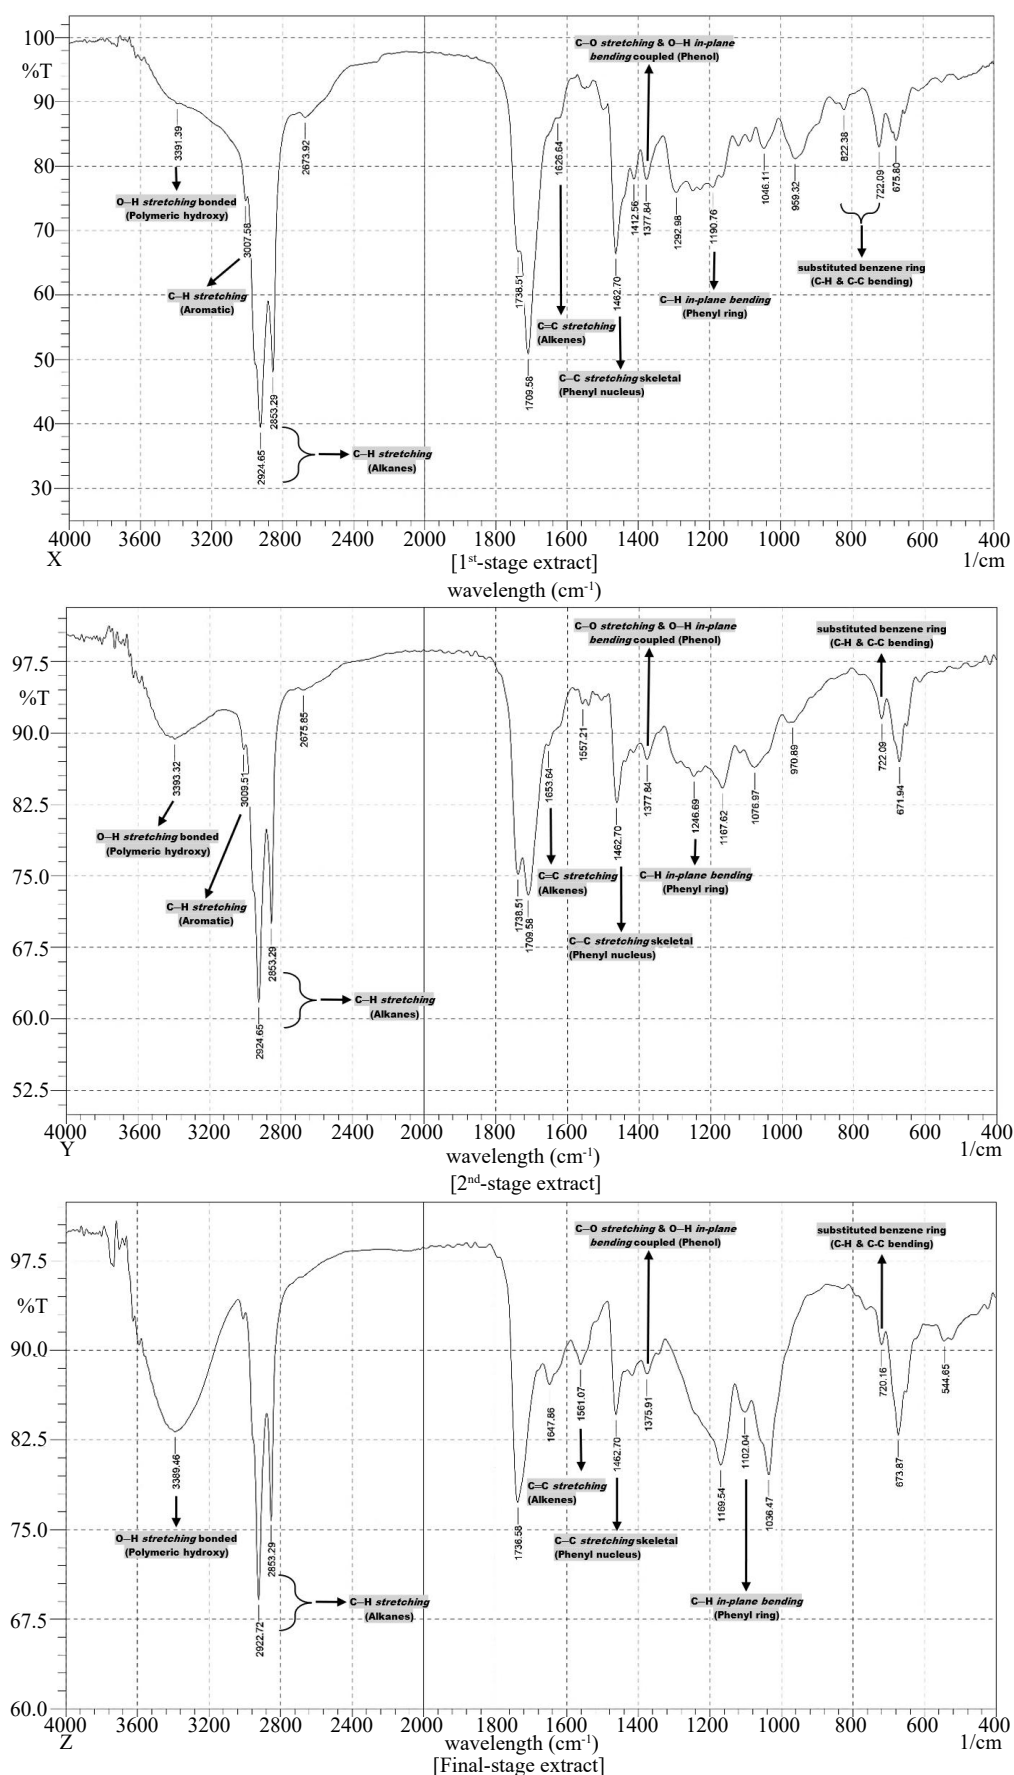 100
%T
90
80
70
60
50
40
30
C—O stretching & O—H in-plane
bending coupled (Phenol)
3391.39
O—H stretching bonded
(Polymeric hydroxy)
3007.58
C—H stretching
(Aromatic)
2924.65
2853.29
C—H stretching
(Alkanes)
2673.92
1738.51
1709.58
1626.64
C=C stretching
(Alkenes)
1462.70
C—C stretching skeletal
(Phenyl nucleus)
1412.56
1377.84
1292.98
1190.76
C—H in-plane bending
(Phenyl ring)
1046.11
959.32
822.38
722.09
675.80
substituted benzene ring
(C-H & C-C bending)
4000 3600 3200 2800 2400 2000 1800 1600 1400 1200 1000 800 600 400
X
[1st-stage extract]
1/cm
wavelength (cm-1)
97.5
%T
90.0
82.5
75.0
67.5
60.0
52.5
C—O stretching & O—H in-plane
bending coupled (Phenol)
substituted benzene ring
(C-H & C-C bending)
3393.32
O—H stretching bonded
(Polymeric hydroxy)
3009.51
C—H stretching
(Aromatic)
2924.65
2853.29
C—H stretching
(Alkanes)
2675.85
1738.51
1709.58
1653.64
C=C stretching
(Alkenes)
1557.21
1462.70
C—C stretching skeletal
(Phenyl nucleus)
1377.84
1246.69
C—H in-plane bending
(Phenyl ring)
1167.62
1076.97
970.89
722.09
671.94
4000 3600 3200 2800 2400 2000 1800 1600 1400 1200 1000 800 600 400
Y
wavelength (cm-1)
1/cm
[2nd-stage extract]
97.5
%T
90.0
82.5
75.0
67.5
60.0
C—O stretching & O—H in-plane
bending coupled (Phenol)
substituted benzene ring
(C-H & C-C bending)
3389.46
O—H stretching bonded
(Polymeric hydroxy)
2922.72
2853.29
C—H stretching
(Alkanes)
1736.58
1647.86
1561.07
C=C stretching
(Alkenes)
1462.70
C—C stretching skeletal
(Phenyl nucleus)
1375.91
1169.54
1102.04
C—H in-plane bending
(Phenyl ring)
1036.47
720.16
673.87
544.65
4000 3600 3200 2800 2400 2000 1800 1600 1400 1200 1000 800 600 400
Z
wavelength (cm-1)
1/cm
[Final-stage extract]